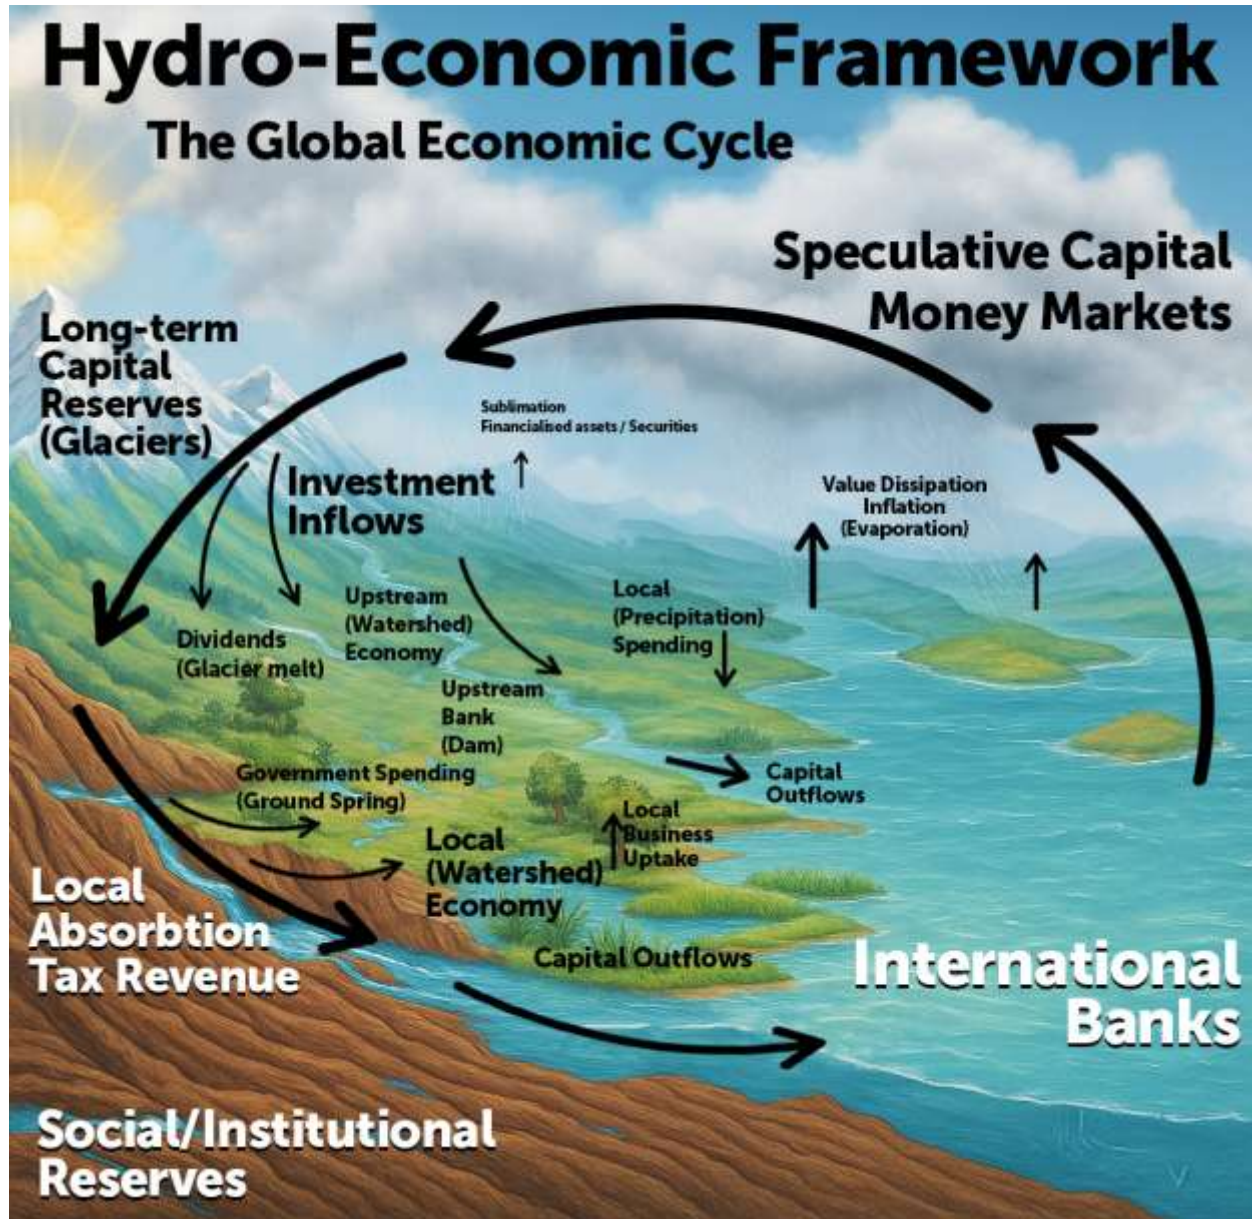 Hydro-Economic Framework
The Global Economic Cycle
Speculative Capital
Money Markets
Long-term
Capital
Reserves
(Glaciers)
Sublimation
Financialised assets / Securities
Investment
Inflows
Value Dissipation
Inflation
(Evaporation)
Upstream
(Watershed)
Economy
Local
(Precipitation)
Spending
Dividends
(Glacier melt)
Upstream
Bank
(Dam)
Government Spending
(Ground Spring)
Capital
Outflows
Local
Business
Uptake
Local
(Watershed)
Economy
Local
Absorbtion
Tax Revenue
Capital Outflows
International
Banks
Social/Institutional
Reserves